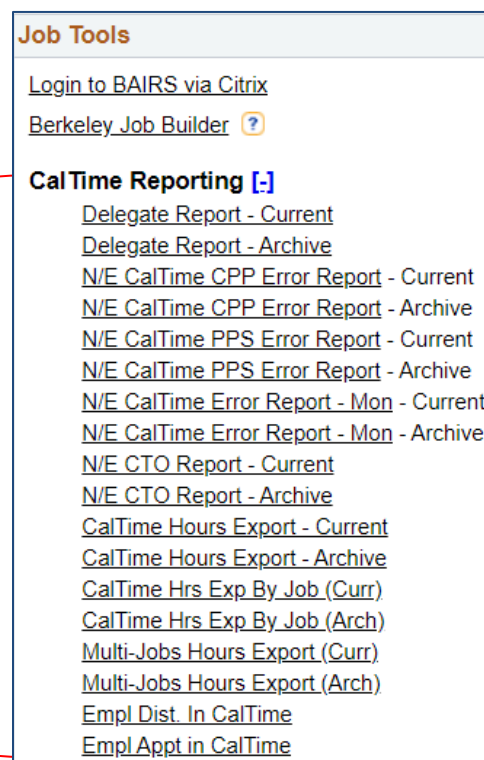 Job Tools
Login to BAIRS via Citrix
Berkeley Job Builder ?
CalTime Reporting [-]
Delegate Report - Current
Delegate Report - Archive
N/E CalTime CPP Error Report - Current
N/E CalTime CPP Error Report - Archive
N/E CalTime PPS Error Report - Current
N/E CalTime PPS Error Report - Archive
N/E CalTime Error Report - Mon - Current
N/E CalTime Error Report - Mon - Archive
N/E CTO Report - Current
N/E CTO Report - Archive
CalTime Hours Export - Current
CalTime Hours Export - Archive
CalTime Hrs Exp By Job (Curr)
CalTime Hrs Exp By Job (Arch)
Multi-Jobs Hours Export (Curr)
Multi-Jobs Hours Export (Arch)
Empl Dist. In CalTime
Empl Appt in CalTime